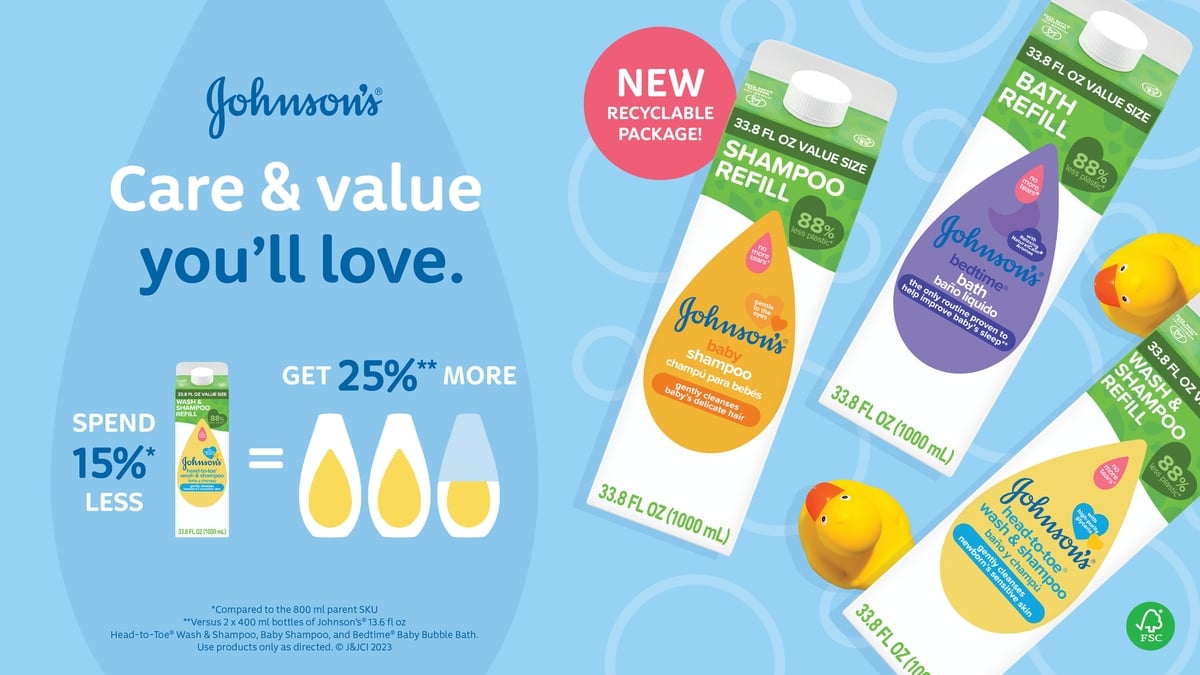 Johnson's®
Care & value
you'll love.
SPEND
15%*
LESS
33.8 FL OZ VALUE SIZE
WASH &
SHAMPOO
REFILL
88%
Johnson's
head-to-toe®
wash & shampoo
33.8 FL OZ (1000 mL)
=
GET 25%** MORE
*Compared to the 800 ml parent SKU
**Versus 2 x 400 ml bottles of Johnson's® 13.6 fl oz
Head-to-Toe® Wash & Shampoo, Baby Shampoo, and Bedtime® Baby Bubble Bath.
Use products only as directed. © J&JCI 2023
NEW
RECYCLABLE
PACKAGE!
33.8 FL OZ VALUE SIZE
SHAMPOO
REFILL
88%
less plastic†
no
more
tears®
gentle
to the
eyes
Johnson's®
baby
shampoo
champú para bebés
gently cleanses
baby's delicate hair
33.8 FL OZ (1000 mL)
33.8 FL OZ VALUE SIZE
BATH
REFILL
88%
less plastic†
no
more
tears®
with
Relaxing
NaturalCalm®
Aromas
Johnson's®
bedtime®
bath
baño líquido
the only routine proven to
help improve baby's sleep**
33.8 FL OZ (1000 mL)
33.8 FL OZ V
WASH &
SHAMPOO
REFILL
88%
less plastic†
no
more
tears®
with
high-purity
glycerin
Johnson's®
head-to-toe®
wash & shampoo
baño y champú
gently cleanses
newborn's sensitive skin
33.8 FL OZ (100
FSC